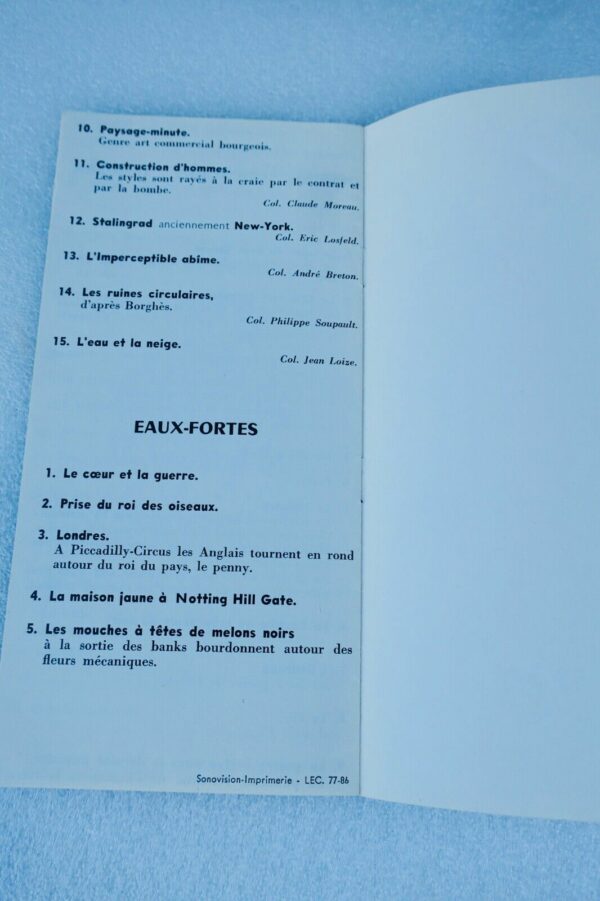 10. Paysage-minute.
Genre art commercial bourgeois.
11. Construction d'hommes.
Les styles sont rayés à la craie par le contrat et
par la bombe.
Col. Claude Moreau.
12. Stalingrad anciennement New-York.
Col. Eric Losfeld.
13. L'Imperceptible abime.
Col. André Breton.
14. Les ruines circulaires,
d'après Borghès.
Col. Philippe Soupault.
15. L'eau et la neige.
Col. Jean Loize.
EAUX-FORTES
1. Le cœur et la guerre.
2. Prise du roi des oiseaux.
3. Londres.
A Piccadilly-Circus les Anglais tournent en rond
autour du roi du pays, le penny.
4. La maison jaune à Notting Hill Gate.
5. Les mouches à têtes de melons noirs
à la sortie des banks bourdonnent autour des
fleurs mécaniques.
Sonovision-Imprimerie - LEC. 77-86